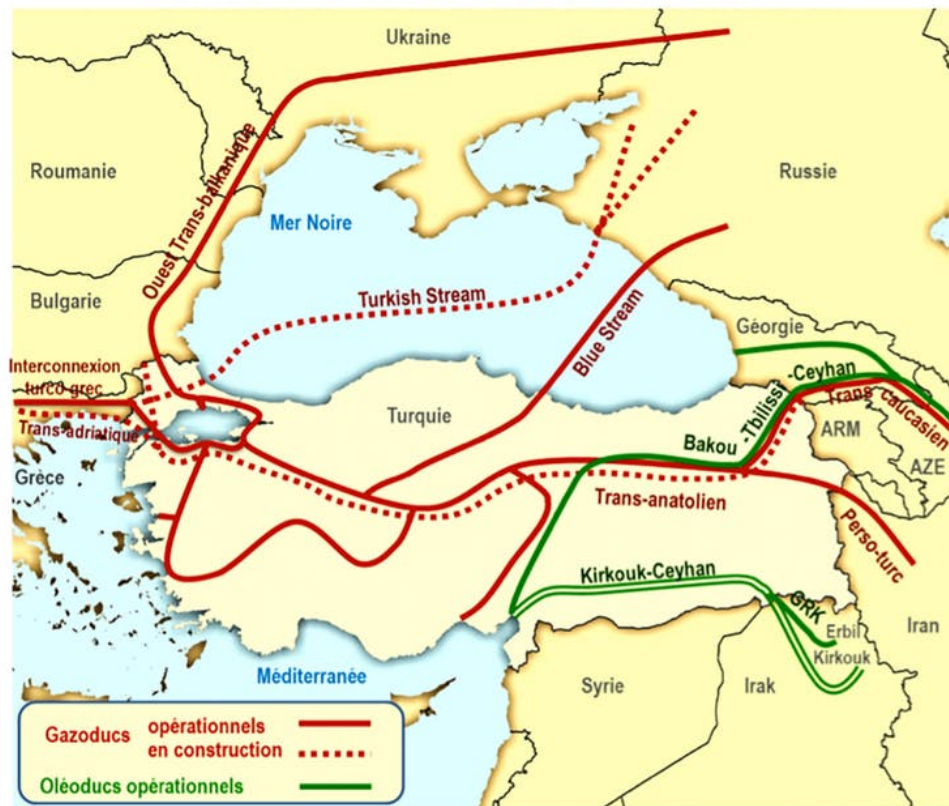 Ukraine
Roumanie
Russie
Ouest Trans-balkanique
Mer Noire
Bulgarie
Turkish Stream
Blue Stream
Géorgie
Interconnexion
turco-grec
-Ceyhan
Trans caucasien
-Tbilissi
Turquie
Trans-adriatique
Bakou
ARM
Grèce
AZE
Trans-anatolien
Perso-turc
Kirkouk-Ceyhan
GRK
Erbil
Iran
Kirkouk
Méditerranée
Syrie
Irak
Gazoducs opérationnels
en construction
Oléoducs opérationnels